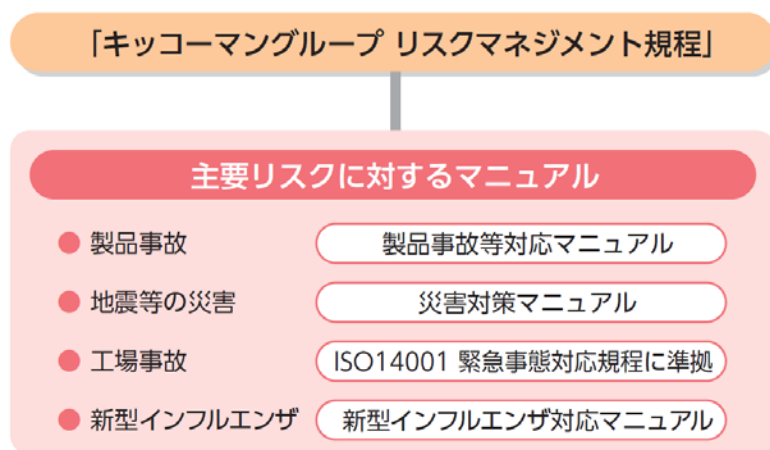 「キッコーマングループ リスクマネジメント規程」
主要リスクに対するマニュアル
● 製品事故 製品事故等対応マニュアル
● 地震等の災害 災害対策マニュアル
● 工場事故 ISO14001 緊急事態対応規程に準拠
● 新型インフルエンザ 新型インフルエンザ対応マニュアル